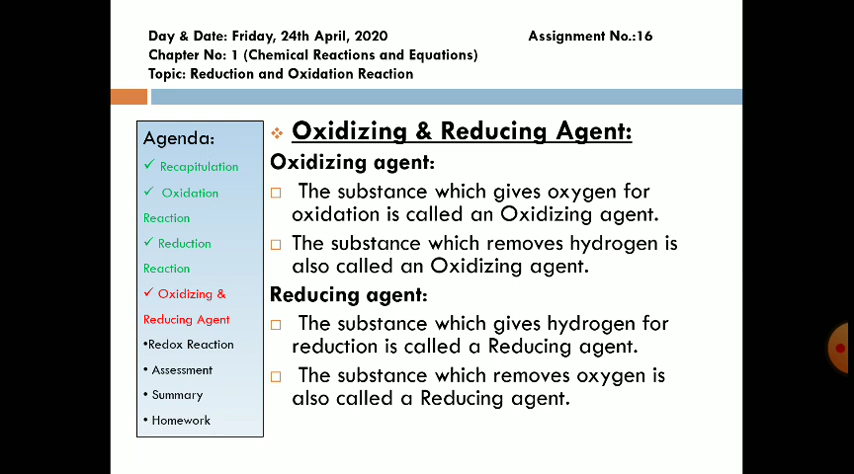 Day & Date: Friday, 24th April, 2020
Assignment No.:16
Chapter No: 1 (Chemical Reactions and Equations)
Topic: Reduction and Oxidation Reaction
Agenda:
✓ Recapitulation
✓ Oxidation
Reaction
✓ Reduction
Reaction
✓ Oxidizing &
Reducing Agent
•Redox Reaction
• Assessment
• Summary
• Homework
❖ Oxidizing & Reducing Agent:
Oxidizing agent:
□ The substance which gives oxygen for
oxidation is called an Oxidizing agent.
□ The substance which removes hydrogen is
also called an Oxidizing agent.
Reducing agent:
□ The substance which gives hydrogen for
reduction is called a Reducing agent.
□ The substance which removes oxygen is
also called a Reducing agent.